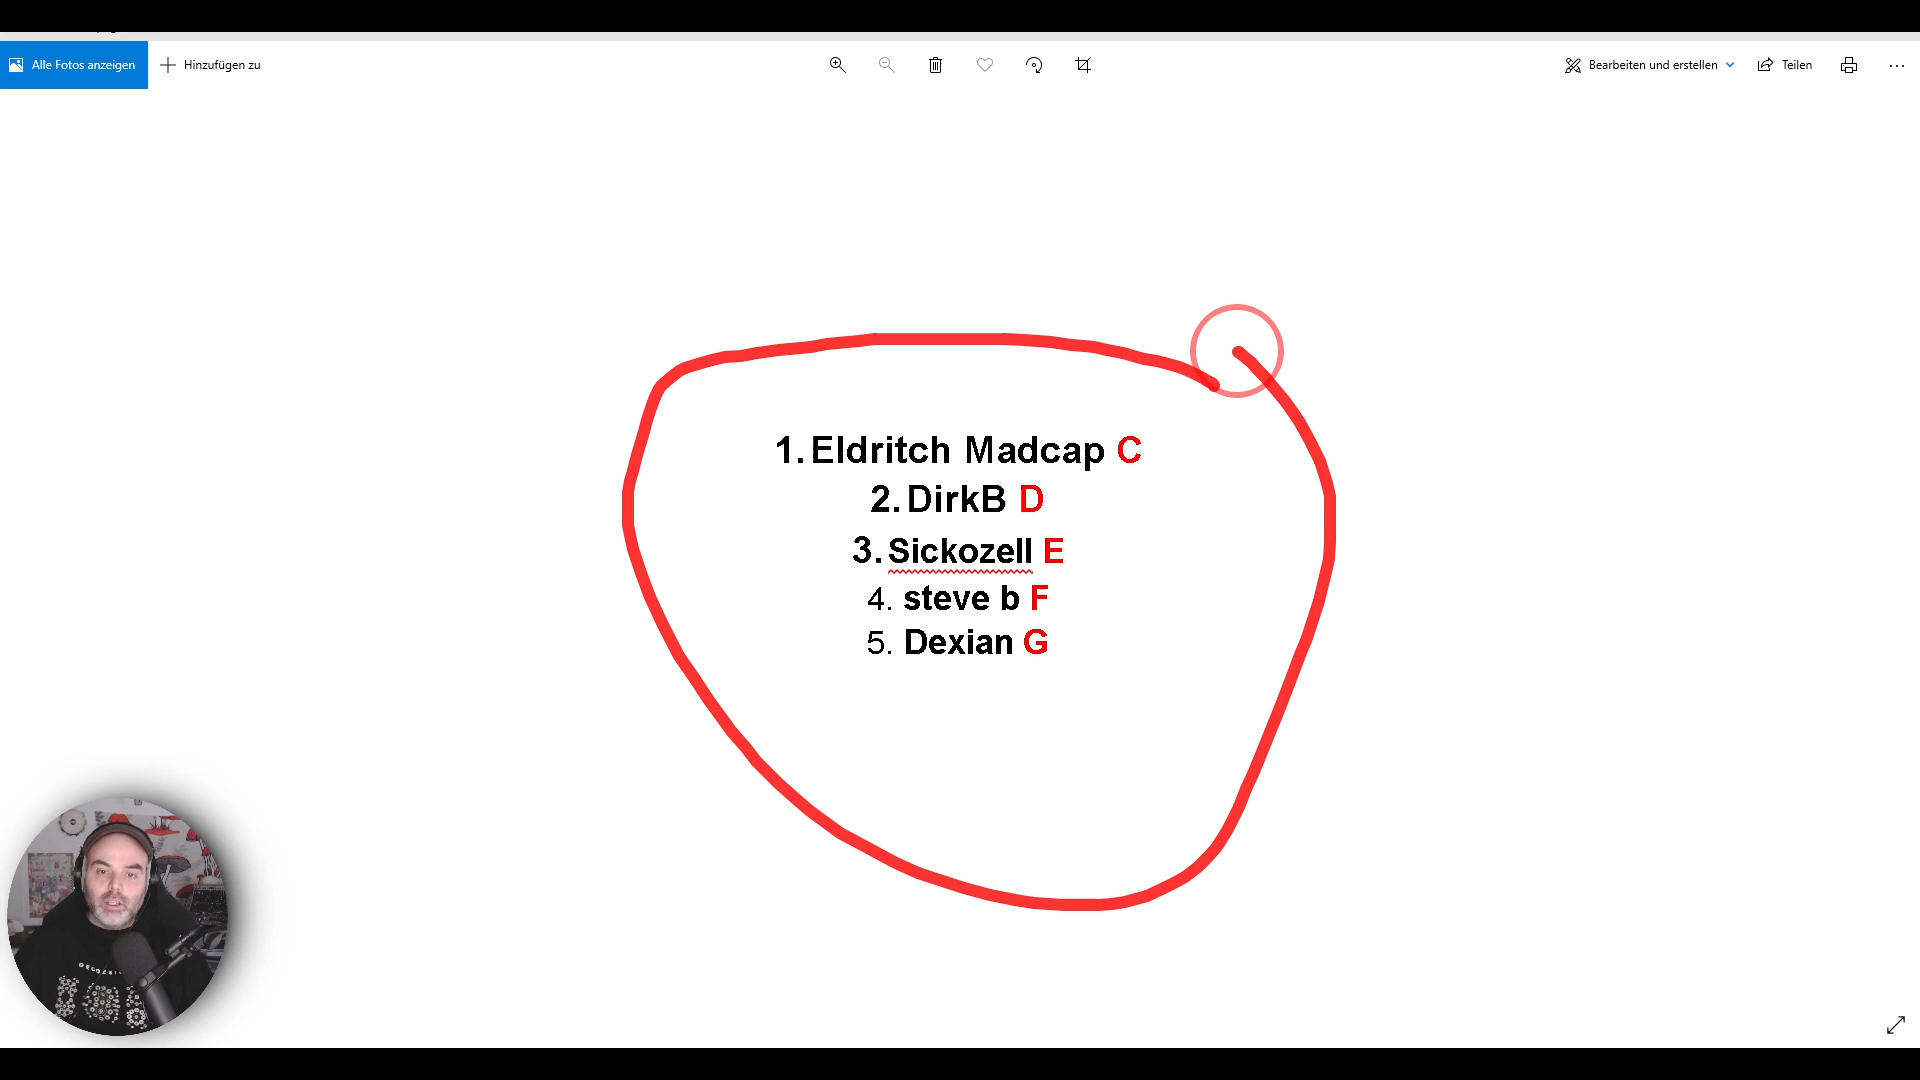 Alle Fotos anzeigen
Hinzufügen zu
Bearbeiten und erstellen
Teilen
1. Eldritch Madcap C
2. DirkB D
3. Sickozell E
4. steve b F
5. Dexian G